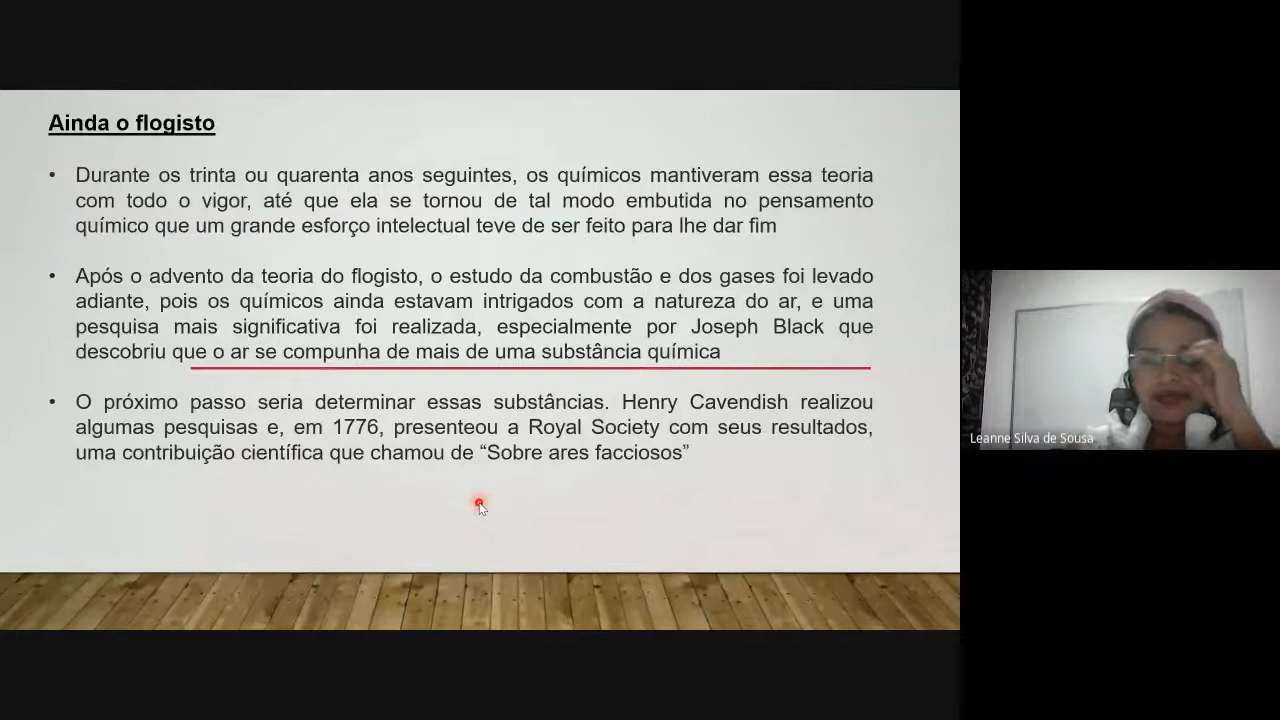 Ainda o flogisto
• Durante os trinta ou quarenta anos seguintes, os químicos mantiveram essa teoria
com todo o vigor, até que ela se tornou de tal modo embutida no pensamento
químico que um grande esforço intelectual teve de ser feito para lhe dar fim
• Após o advento da teoria do flogisto, o estudo da combustão e dos gases foi levado
adiante, pois os químicos ainda estavam intrigados com a natureza do ar, e uma
pesquisa mais significativa foi realizada, especialmente por Joseph Black que
descobriu que o ar se compunha de mais de uma substância química
• O próximo passo seria determinar essas substâncias. Henry Cavendish realizou
algumas pesquisas e, em 1776, presenteou a Royal Society com seus resultados,
uma contribuição científica que chamou de “Sobre ares facciosos”
Leanne Silva de Sousa